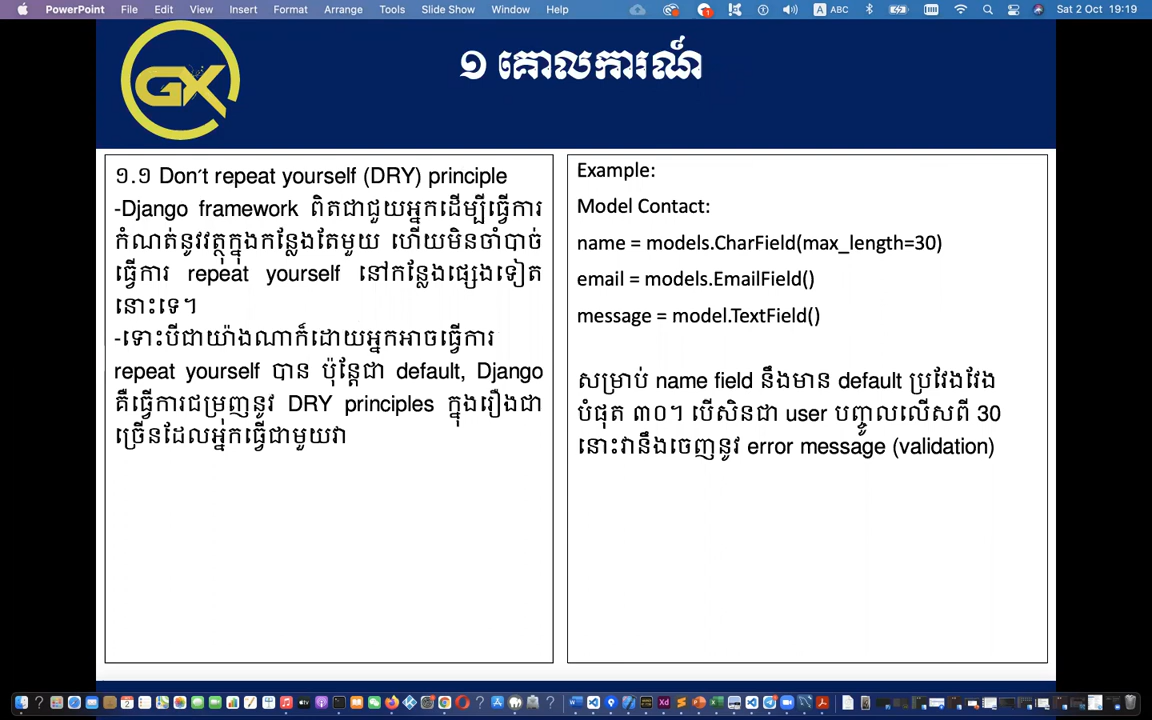 PowerPoint File Edit View Insert Format Arrange Tools Slide Show Window Help
1
A ABC
Sat 2 Oct 19:19
GX
១ គោលការណ៍
១.១ Don't repeat yourself (DRY) principle
-Django framework ពិតជាជួយអ្នកដើម្បីធ្វើការ
កំណត់នូវវត្ថុក្នុងកន្លែងតែមួយ ហើយមិនចាំបាច់
ធ្វើការ repeat yourself នៅកន្លែងផ្សេងទៀត
នោះទេ។
-ទោះបីជាយ៉ាងណាក៏ដោយអ្នកអាចធ្វើការ
repeat yourself បាន ប៉ុន្តែជា default, Django
គឺធ្វើការជម្រញនូវ DRY principles ក្នុងរឿងជា
ច្រើនដែលអ្នកធ្វើជាមួយវា
Example:
Model Contact:
name = models.CharField(max_length=30)
email = models.EmailField()
message = model.TextField()
សម្រាប់ name field នឹងមាន default ប្រវែងវែង
បំផុត ៣០។ បើសិនជា user បញ្ចូលលើសពី 30
នោះវានឹងចេញនូវ error message (validation)